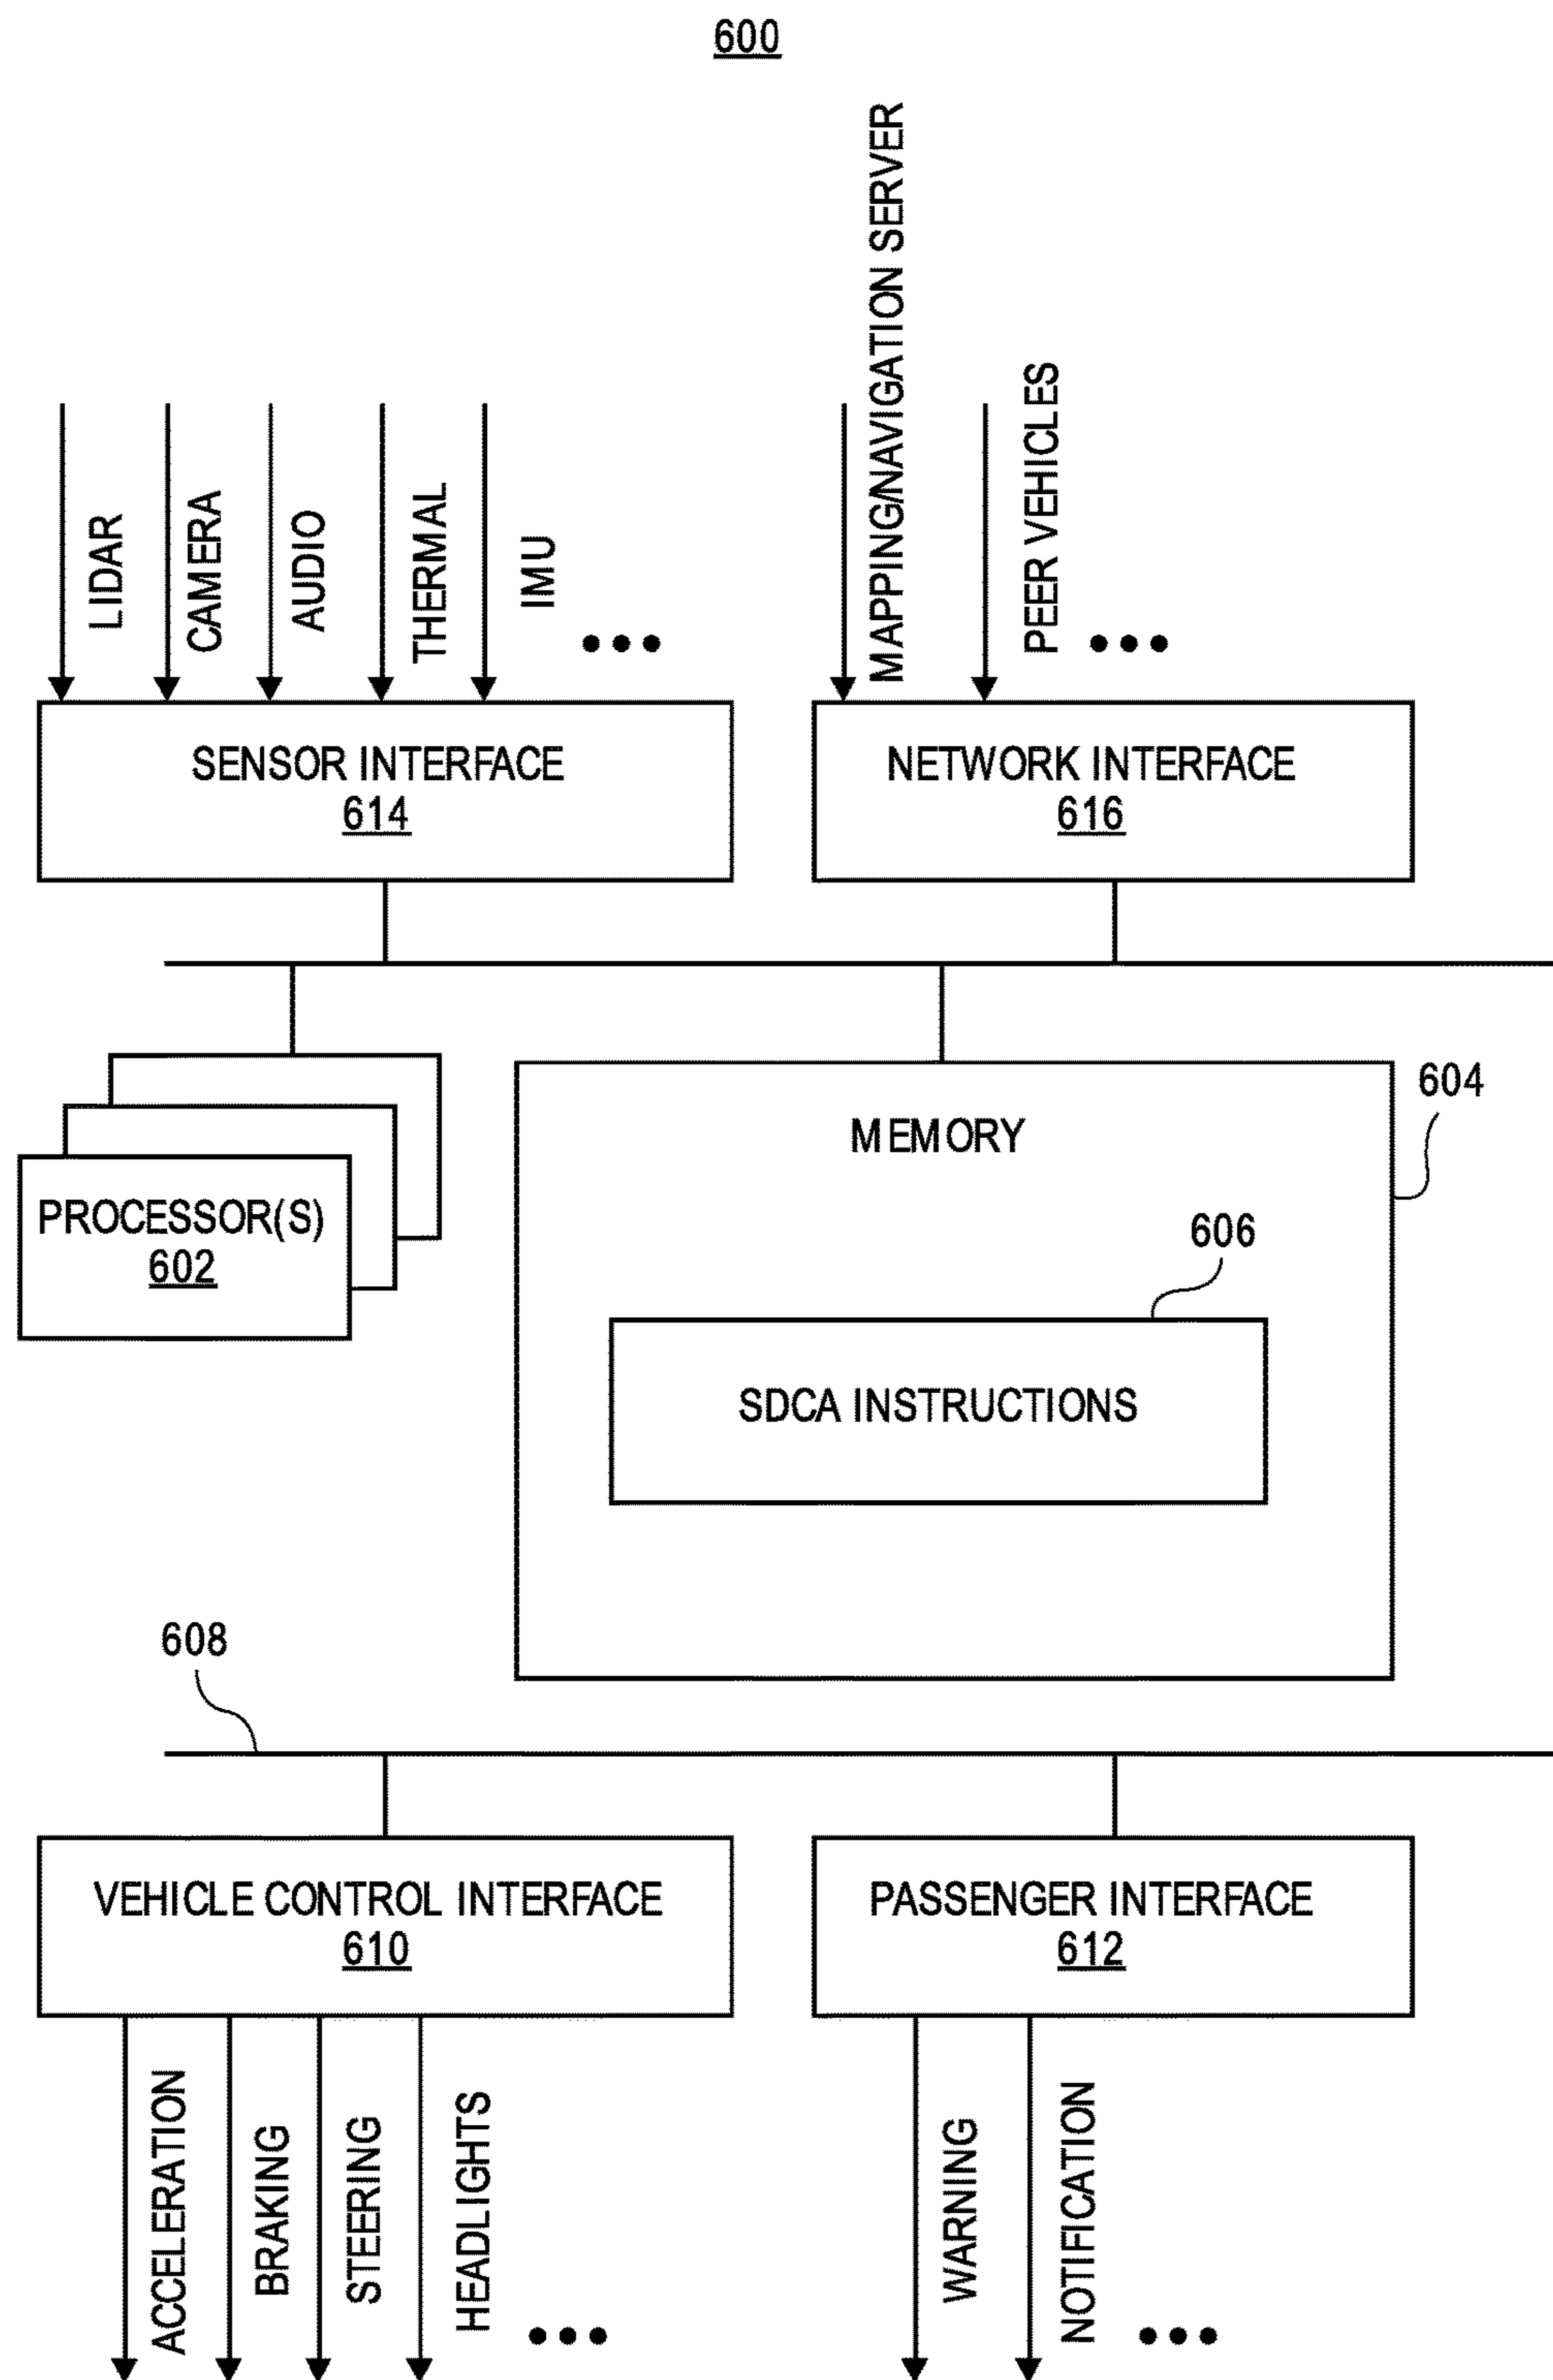 600
LIDAR
CAMERA
AUDIO
THERMAL
IMU
MAPPING/NAVIGATION SERVER
PEER VEHICLES
SENSOR INTERFACE
614
NETWORK INTERFACE
616
604
MEMORY
PROCESSOR(S)
602
606
SDCA INSTRUCTIONS
608
VEHICLE CONTROL INTERFACE
610
PASSENGER INTERFACE
612
ACCELERATION
BRAKING
STEERING
HEADLIGHTS
WARNING
NOTIFICATION